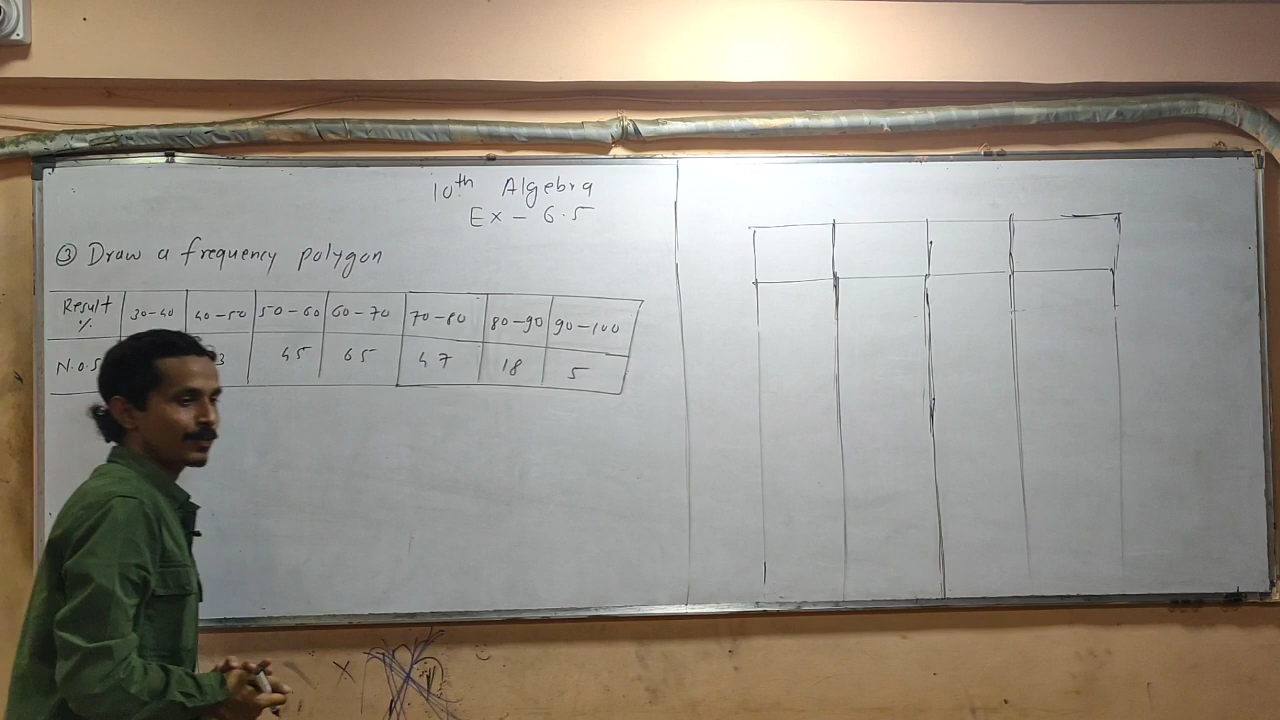 10th Algebra
Ex - 6.5
③ Draw a frequency polygon
Result % 30-40 40-50 50-60 60-70 70-80 80-90 90-100
N.o.S 3 45 65 47 18 5